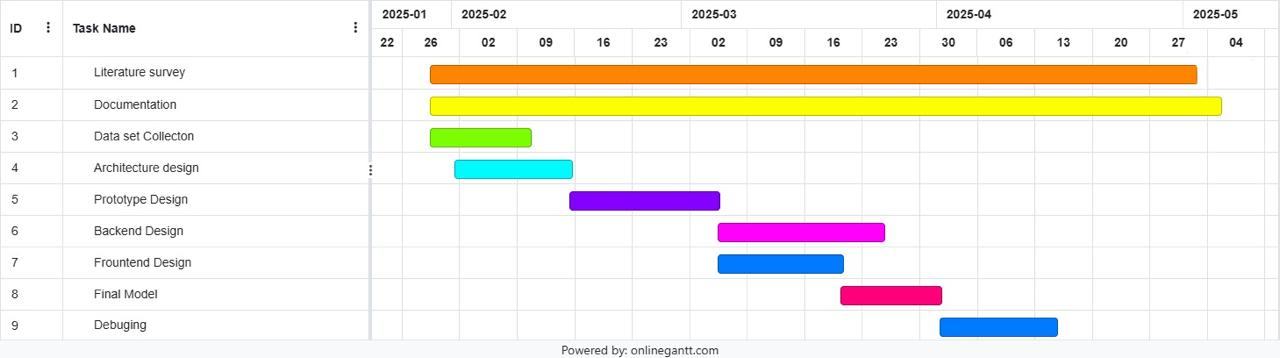 2025-01 2025-02 2025-03 2025-04 2025-05
ID Task Name
22 26 02 09 16 23 02 09 16 23 30 06 13 20 27 04
1 Literature survey
2 Documentation
3 Data set Collecton
4 Architecture design
5 Prototype Design
6 Backend Design
7 Frountend Design
8 Final Model
9 Debuging
Powered by: onlinegantt.com